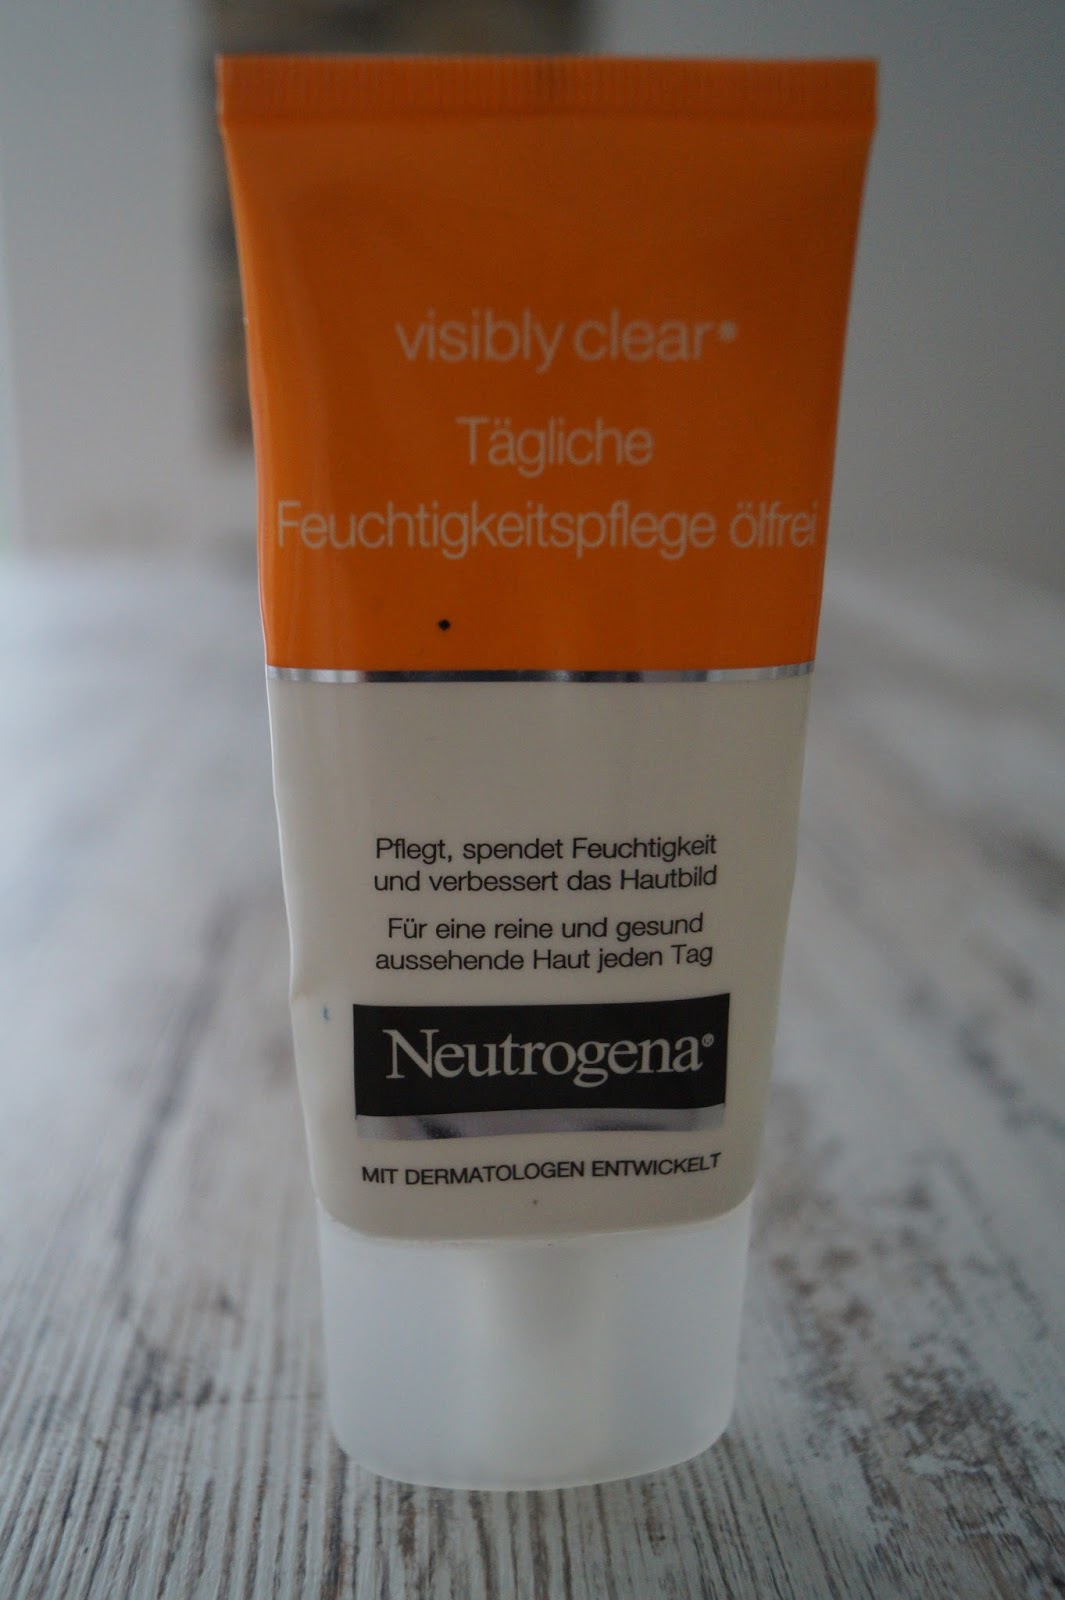 visibly clear®
Tägliche
Feuchtigkeitspflege ölfrei
Pflegt, spendet Feuchtigkeit
und verbessert das Hautbild
Für eine reine und gesund
aussehende Haut jeden Tag
Neutrogena®
MIT DERMATOLOGEN ENTWICKELT